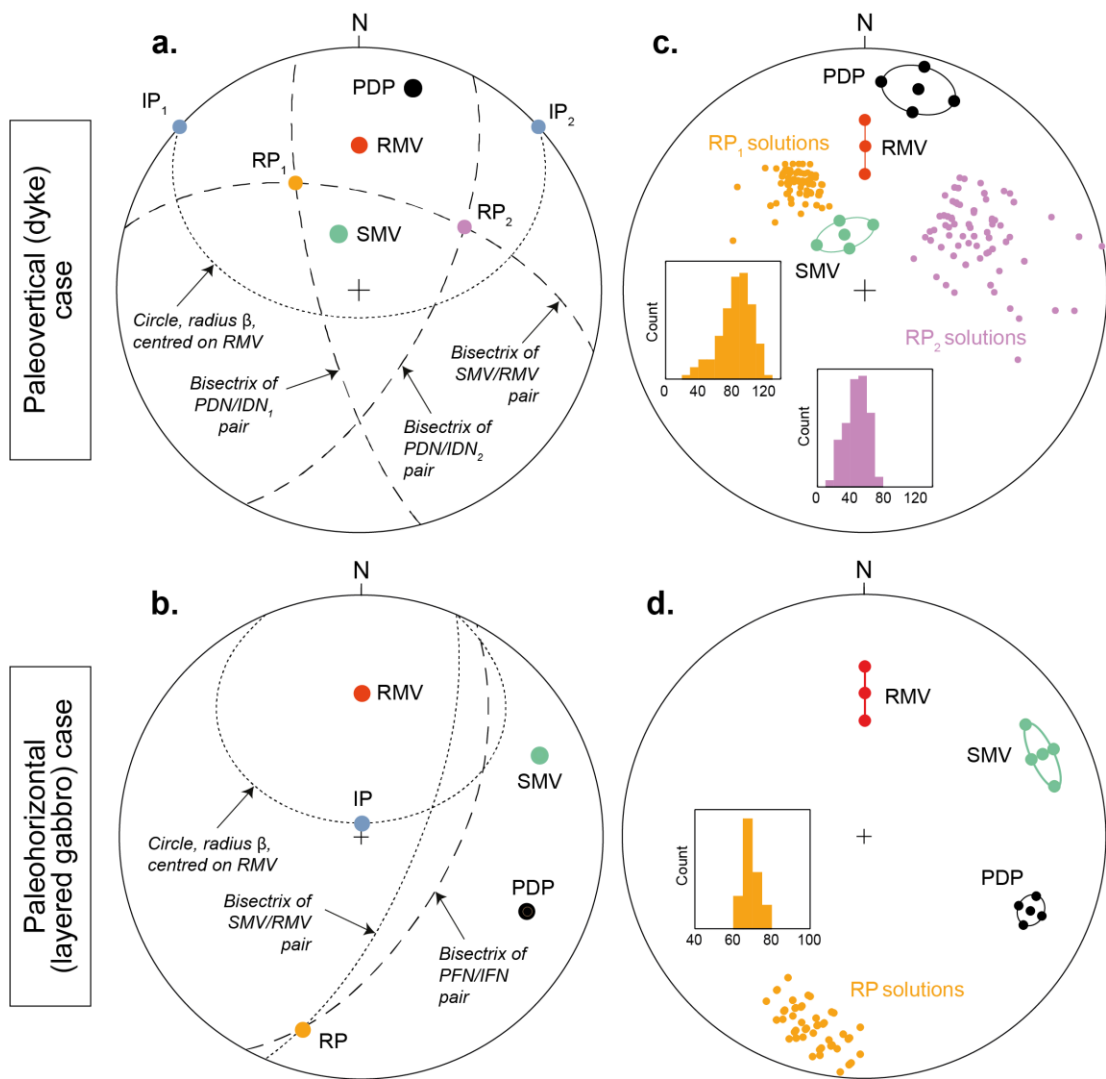 Paleovertical (dyke)
case
a.
N
PDP
IP1
IP2
RMV
RP1
RP2
SMV
Circle, radius β,
centred on RMV
Bisectrix of
PDN/IDN1
pair
Bisectrix of
PDN/IDN2
pair
Bisectrix of
SMV/RMV
pair
c.
N
PDP
RMV
RP1 solutions
SMV
RP2 solutions
Count
0 40 80 120
Count
0 40 80 120
Paleohorizontal
(layered gabbro) case
b.
N
RMV
SMV
IP
Circle, radius β,
centred on RMV
PDP
Bisectrix of
SMV/RMV
pair
Bisectrix of
PFN/IFN
pair
RP
d.
N
RMV
SMV
PDP
Count
40 60 80 100
RP solutions